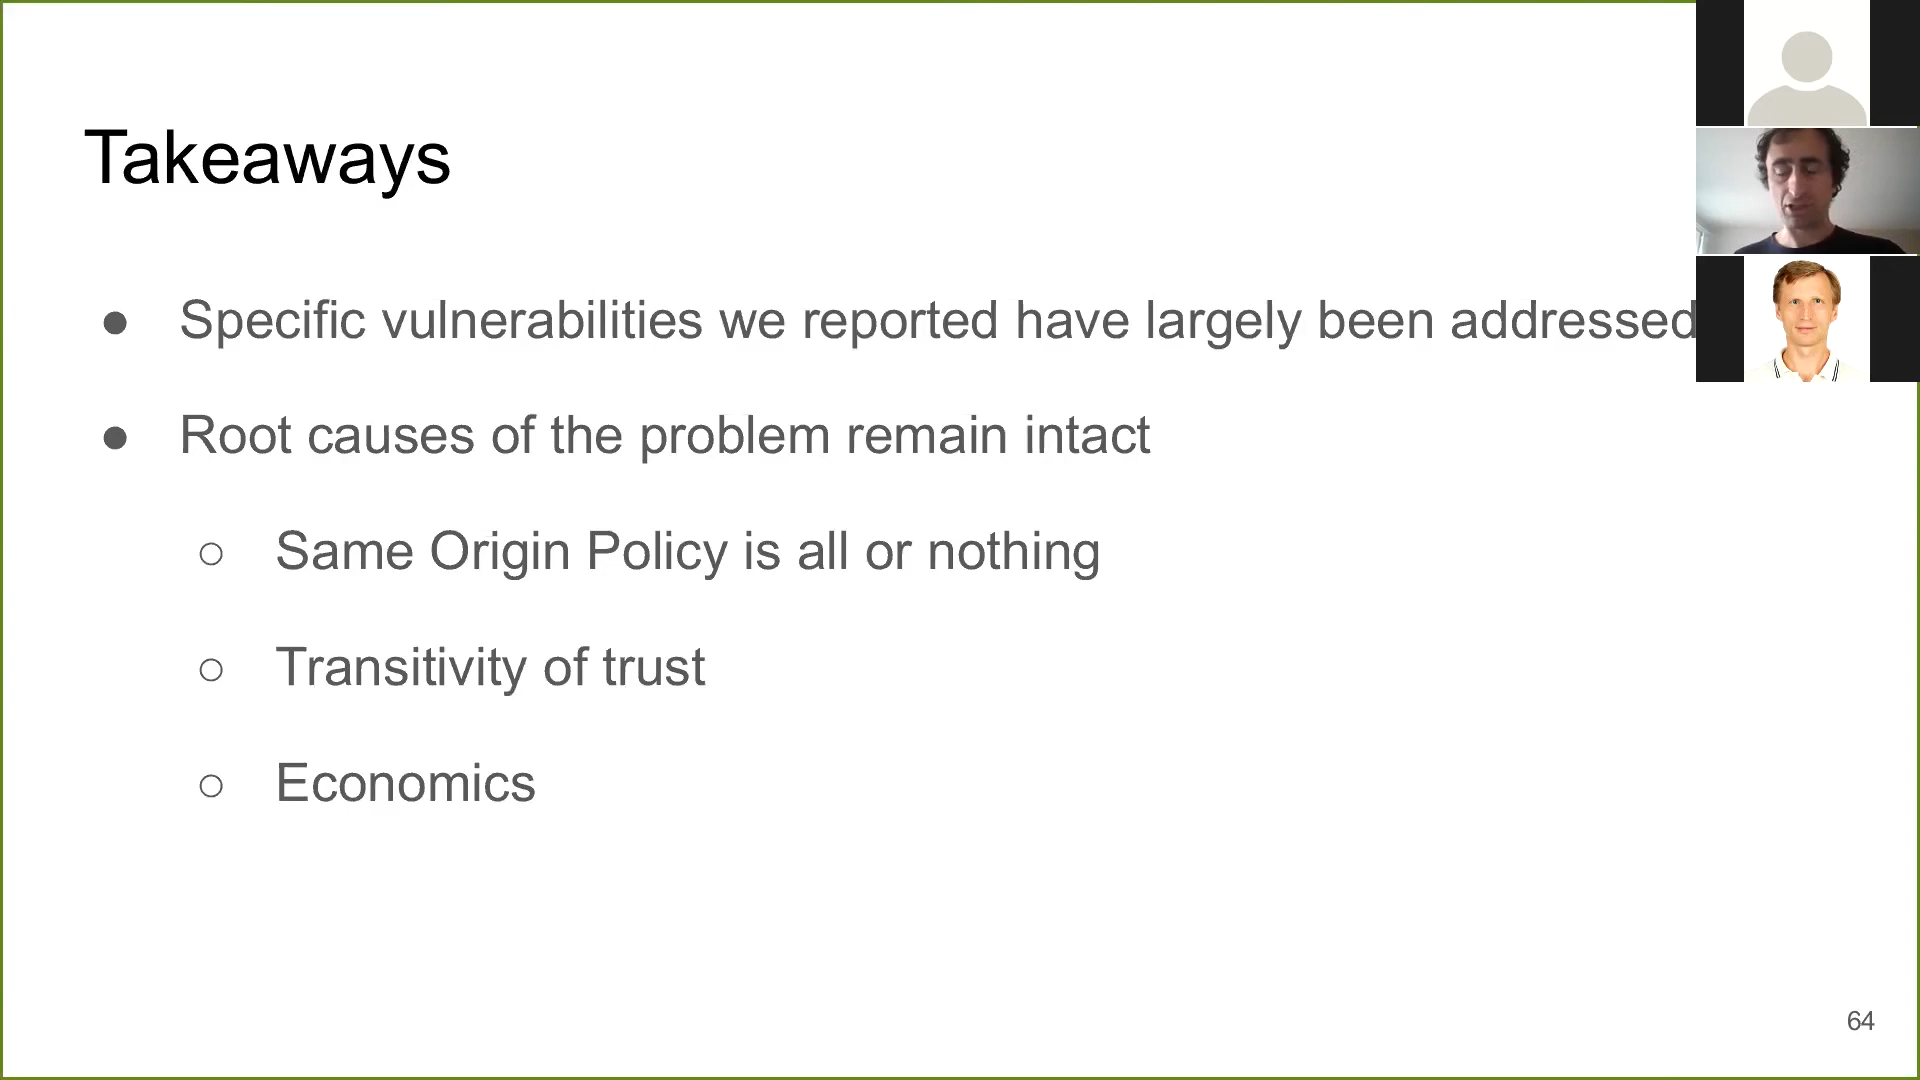 Takeaways
● Specific vulnerabilities we reported have largely been addressed
● Root causes of the problem remain intact
○ Same Origin Policy is all or nothing
○ Transitivity of trust
○ Economics
64